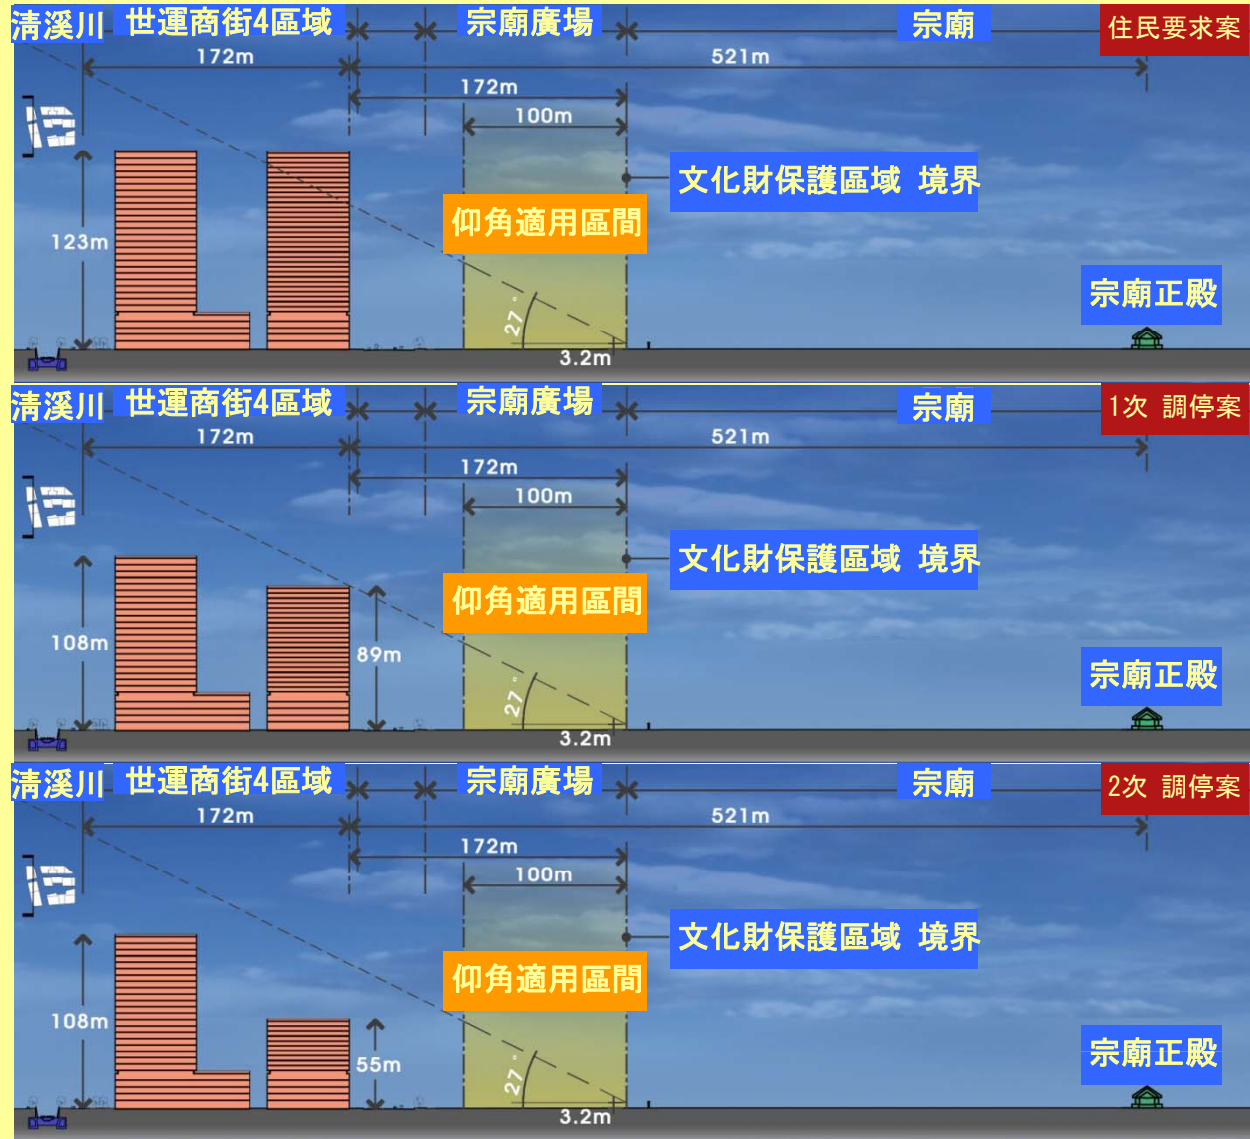 淸溪川 世運商街4區域 宗廟廣場 宗廟 住民要求案
172m 521m
172m
100m
文化財保護區域 境界
仰角適用區間
123m
宗廟正殿
27°
3.2m
淸溪川 世運商街4區域 宗廟廣場 宗廟 1次 調停案
172m 521m
172m
100m
文化財保護區域 境界
仰角適用區間
108m
89m
宗廟正殿
27°
3.2m
淸溪川 世運商街4區域 宗廟廣場 宗廟 2次 調停案
172m 521m
172m
100m
文化財保護區域 境界
仰角適用區間
108m
55m
宗廟正殿
27°
3.2m